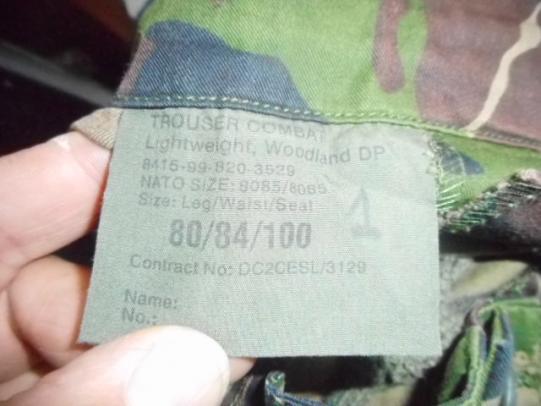 TROUSER COMBAT
Lightweight, Woodland DP
8415-99-820-3529
NATO SIZE: 8085/8085
Size: Leg/Waist/Seat
1
80/84/100
Contract No: DC2CESL/3129
Name:
No.: